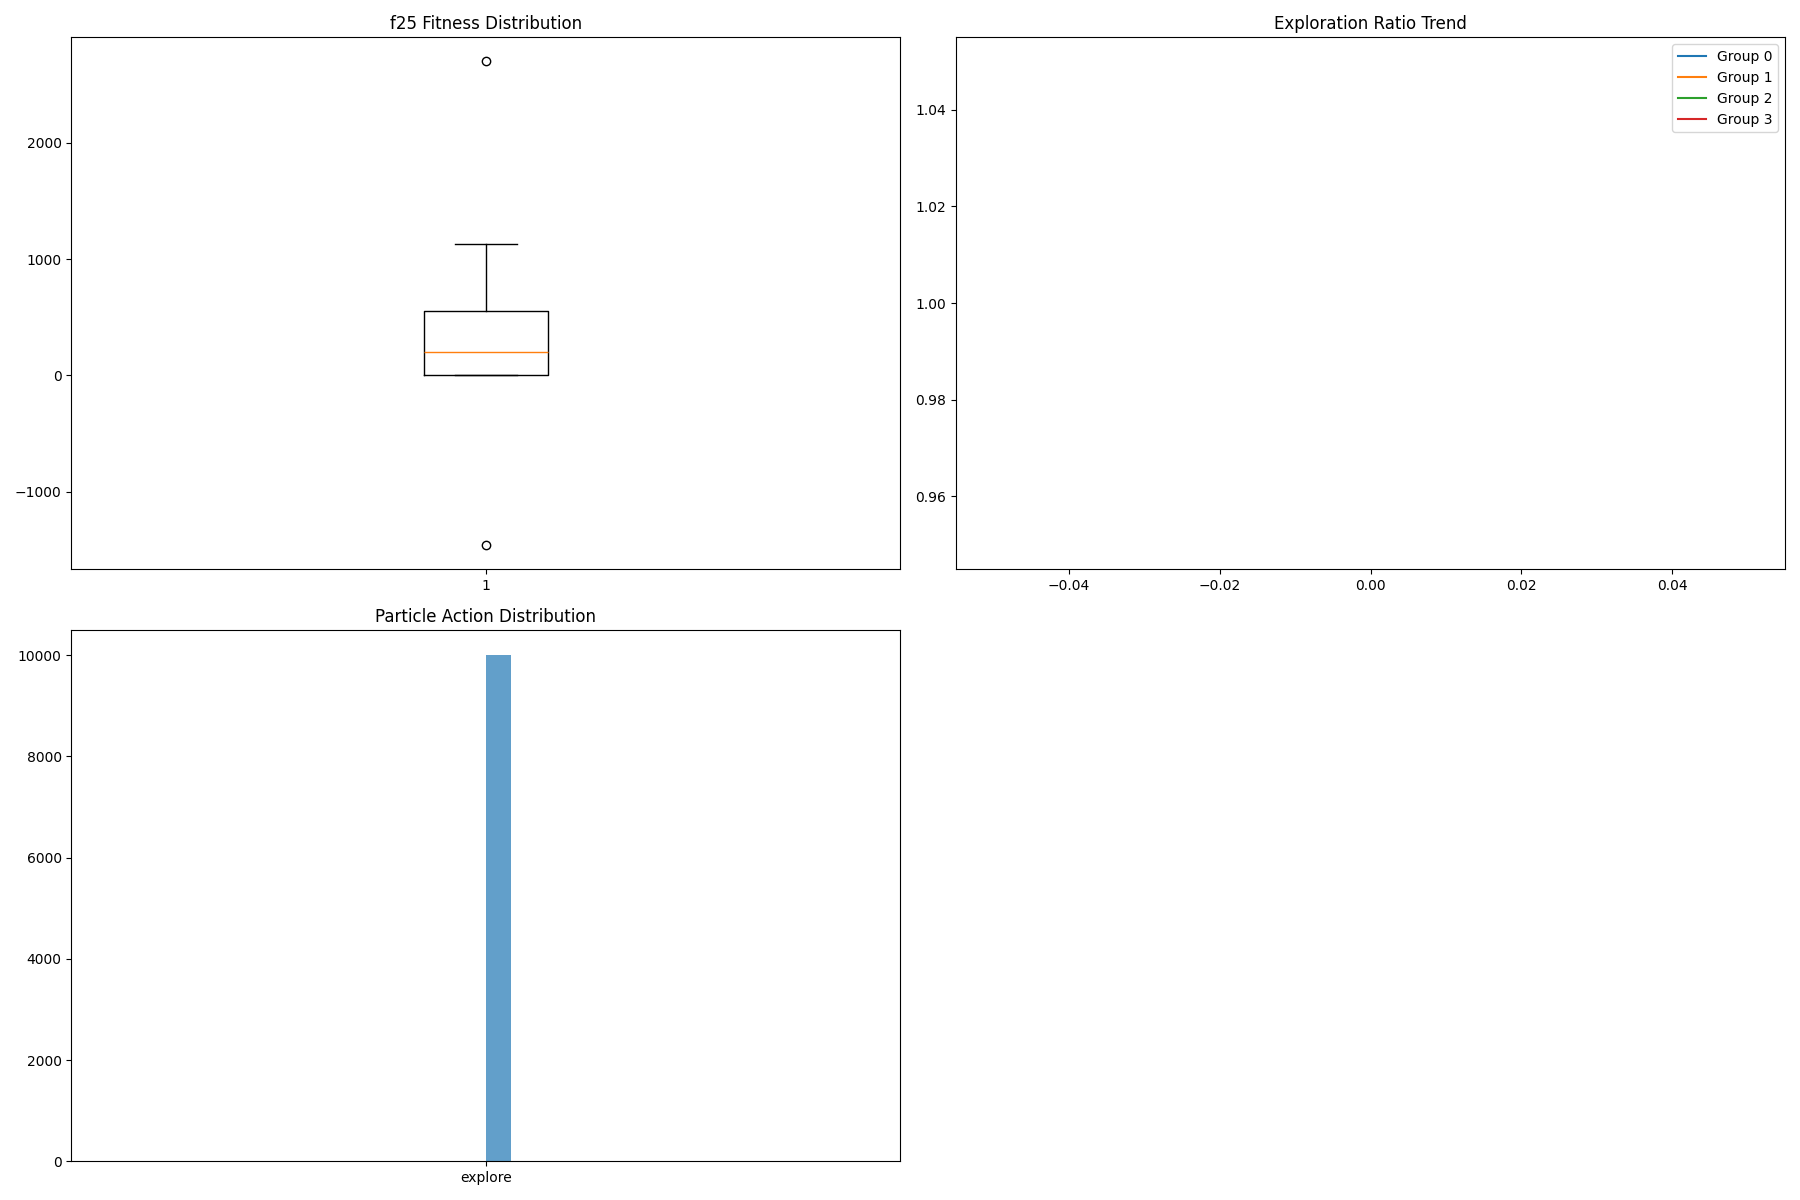 f25 Fitness Distribution
2000
1000
0
−1000
1
Exploration Ratio Trend
Group 0
Group 1
Group 2
Group 3
1.04
1.02
1.00
0.98
0.96
−0.04 −0.02 0.00 0.02 0.04
Particle Action Distribution
10000
8000
6000
4000
2000
0
explore